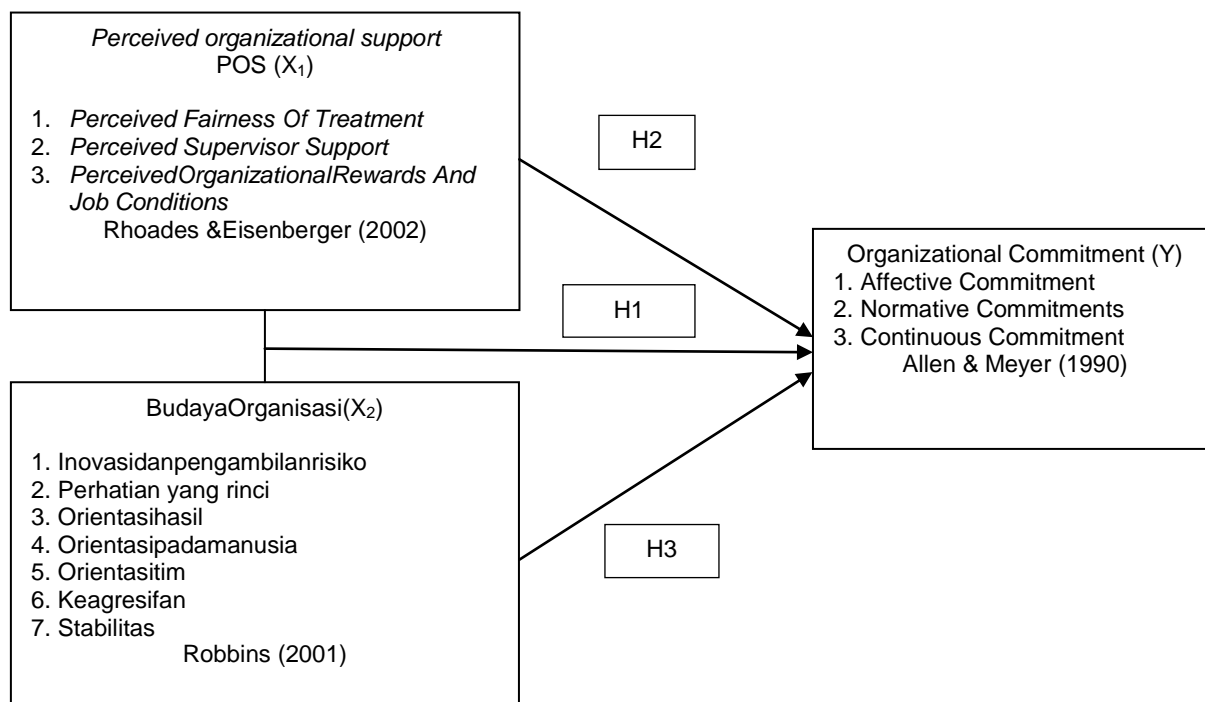 Perceived organizational support
POS (X₁)
1. Perceived Fairness Of Treatment
2. Perceived Supervisor Support
3. PerceivedOrganizationalRewards And
Job Conditions
Rhoades &Eisenberger (2002)
H2
H1
Organizational Commitment (Y)
1. Affective Commitment
2. Normative Commitments
3. Continuous Commitment
Allen & Meyer (1990)
BudayaOrganisasi(X₂)
1. Inovasidanpengambilanrisiko
2. Perhatian yang rinci
3. Orientasihasil
4. Orientasipadamanusia
5. Orientasitim
6. Keagresifan
7. Stabilitas
Robbins (2001)
H3